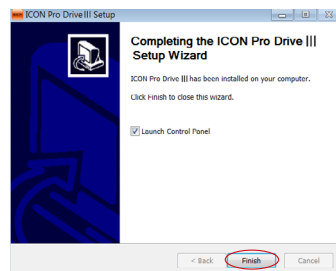 ICON Pro Drive III Setup
Completing the ICON Pro Drive |||
Setup Wizard
ICON Pro Drive ||| has been installed on your computer.
Click Finish to close this wizard.
Launch Control Panel
< Back
Finish
Cancel